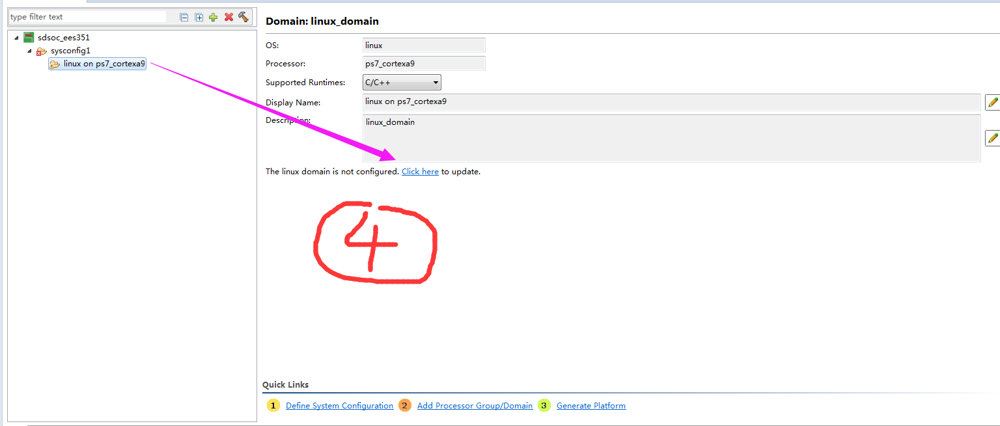 type filter text
sdsoc_ees351
sysconfig1
linux on ps7_cortexa9
Domain: linux_domain
OS: linux
Processor: ps7_cortexa9
Supported Runtimes: C/C++
Display Name: linux on ps7_cortexa9
Description: linux_domain
The linux domain is not configured. Click here to update.
4
Quick Links
1 Define System Configuration 2 Add Processor Group/Domain 3 Generate Platform